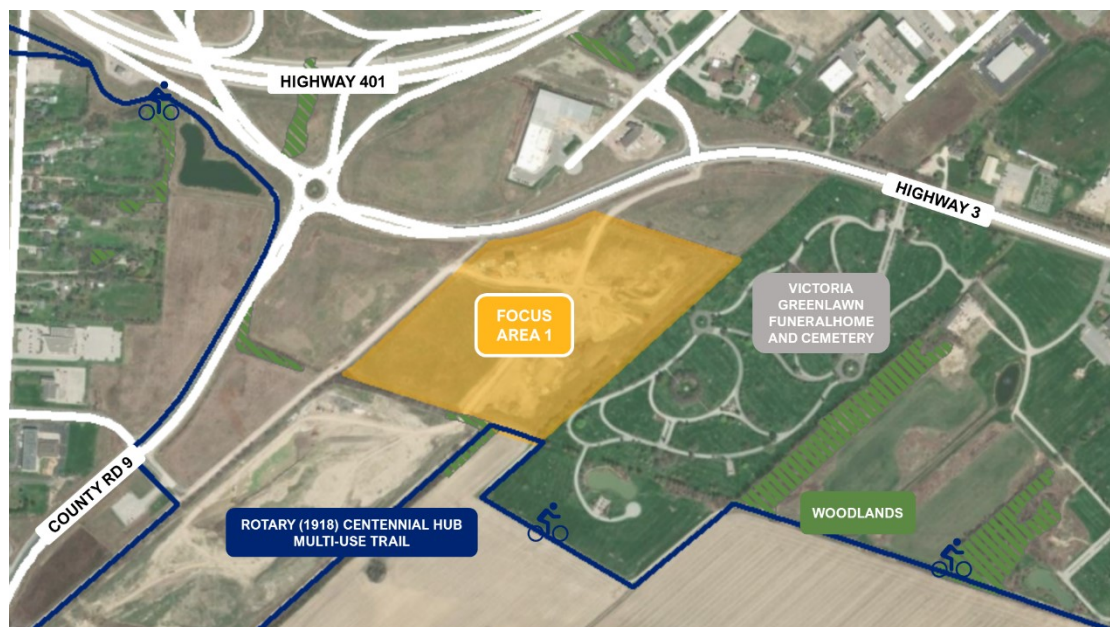 HIGHWAY 401
HIGHWAY 3
VICTORIA
GREENLAWN
FUNERALHOME
AND CEMETERY
FOCUS
AREA 1
COUNTY RD 9
ROTARY (1918) CENTENNIAL HUB
MULTI-USE TRAIL
WOODLANDS